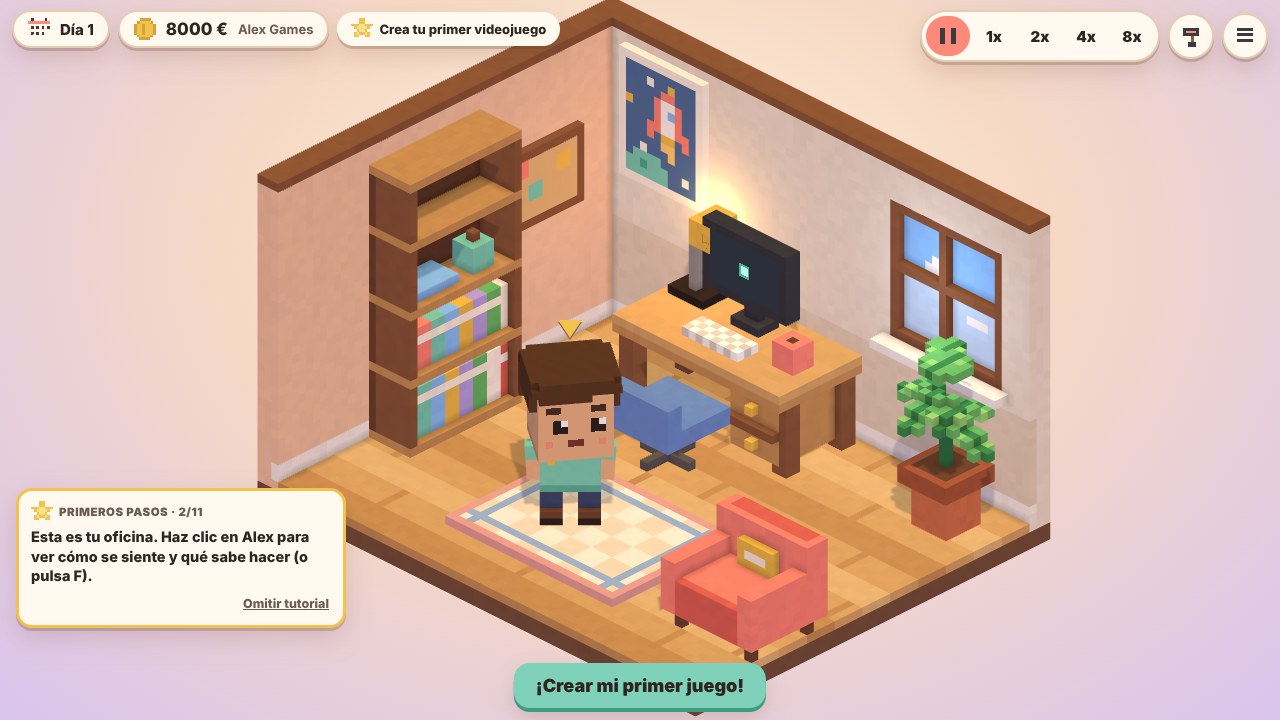 Día 1
8000 € Alex Games
Crea tu primer videojuego
1x 2x 4x 8x
PRIMEROS PASOS · 2/11
Esta es tu oficina. Haz clic en Alex para
ver cómo se siente y qué sabe hacer (o
pulsa F).
Omitir tutorial
¡Crear mi primer juego!